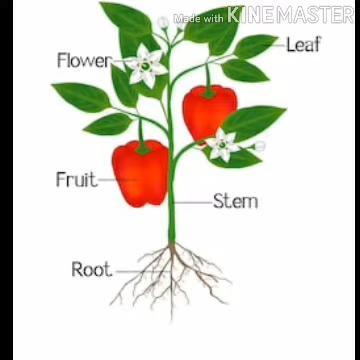 Made with KINEMASTER
Flower
Leaf
Fruit
Stem
Root